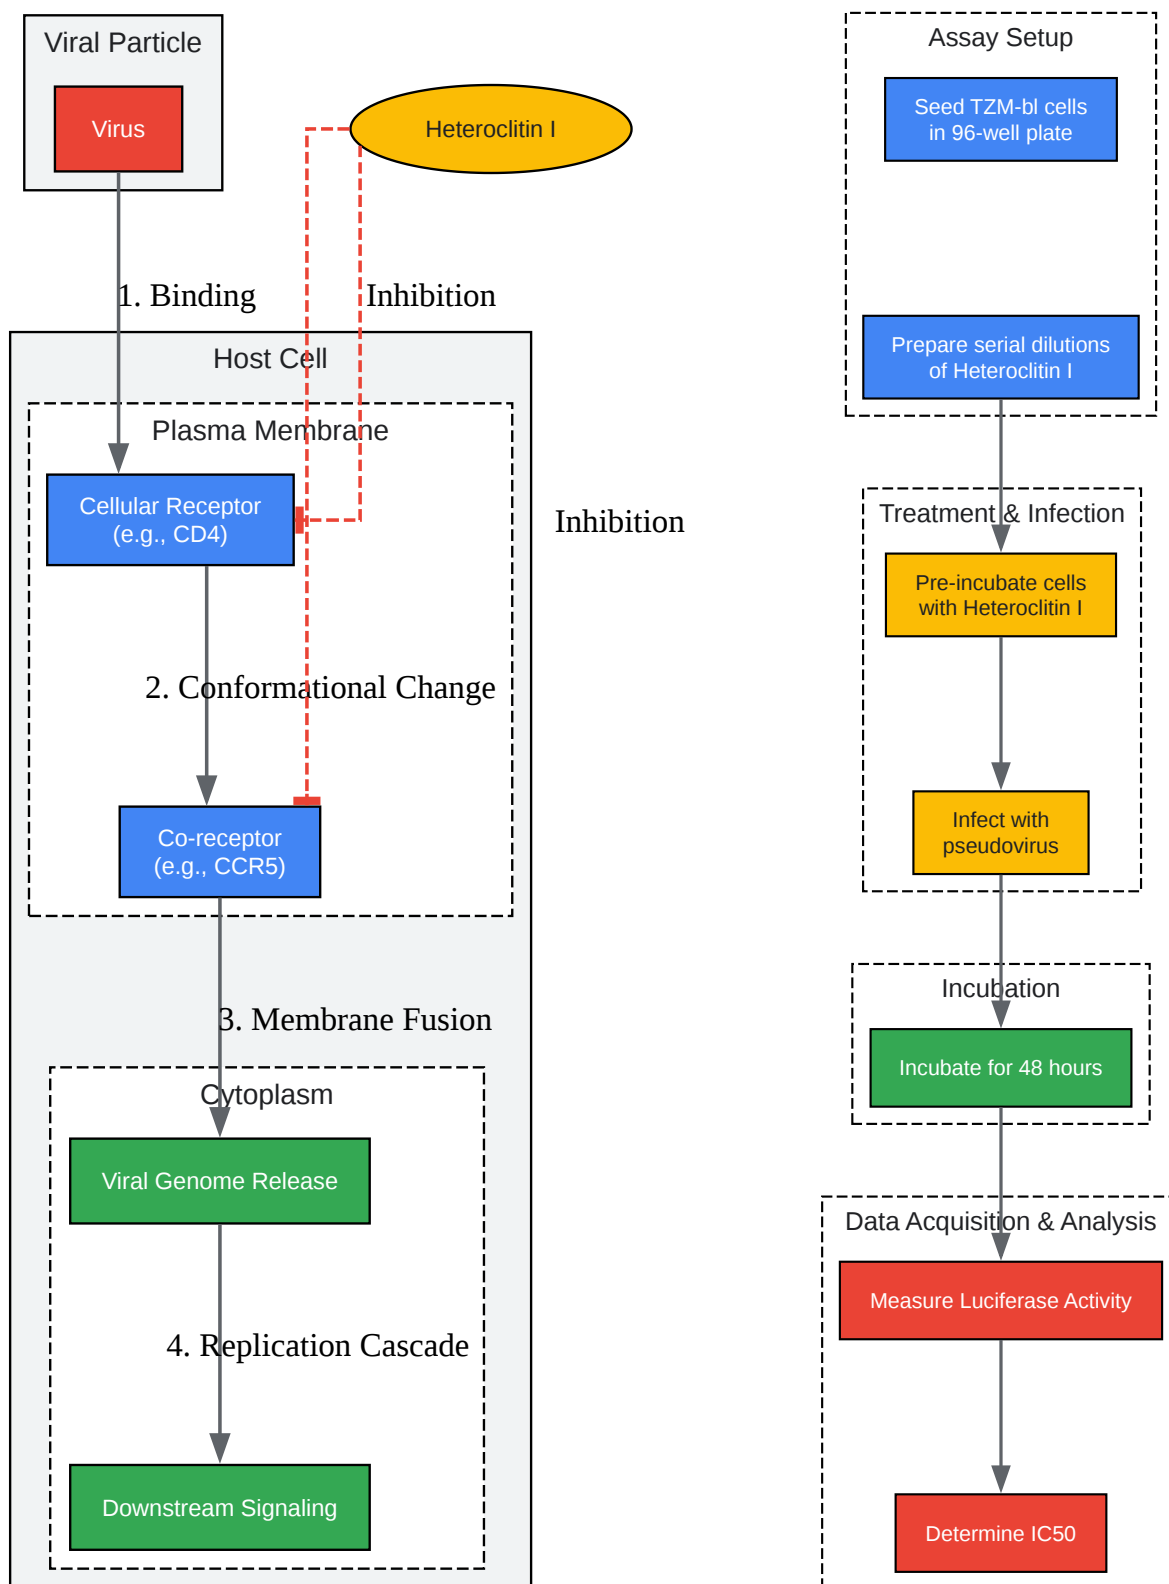 Viral Particle
Virus
Heteroclitin I
1. Binding
Inhibition
Host Cell
Plasma Membrane
Cellular Receptor
(e.g., CD4)
Inhibition
2. Conformational Change
Co-receptor
(e.g., CCR5)
3. Membrane Fusion
Cytoplasm
Viral Genome Release
4. Replication Cascade
Downstream Signaling
Assay Setup
Seed TZM-bl cells
in 96-well plate
Prepare serial dilutions
of Heteroclitin I
Treatment & Infection
Pre-incubate cells
with Heteroclitin I
Infect with
pseudovirus
Incubation
Incubate for 48 hours
Data Acquisition & Analysis
Measure Luciferase Activity
Determine IC50